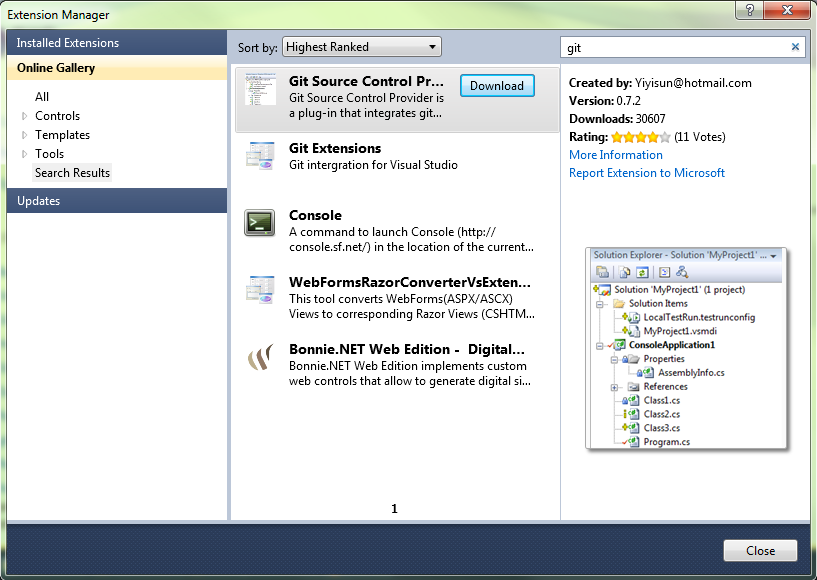 Extension Manager
Installed Extensions
Online Gallery
All
Controls
Templates
Tools
Search Results
Updates
Sort by: Highest Ranked
Git Source Control Pr...
Git Source Control Provider is
a plug-in that integrates git...
Download
Git Extensions
Git intergration for Visual Studio
Console
A command to launch Console (http://
console.sf.net/) in the location of the current...
WebFormsRazorConverterVsExten...
This tool converts WebForms(ASPX/ASCX)
Views to corresponding Razor Views (CSHTM...
Bonnie.NET Web Edition - Digital...
Bonnie.NET Web Edition implements custom
web controls that allow to generate digital si...
1
git
Created by: Yiyisun@hotmail.com
Version: 0.7.2
Downloads: 30607
Rating: (11 Votes)
More Information
Report Extension to Microsoft
Solution Explorer - Solution 'MyProject1' ...
Solution 'MyProject1' (1 project)
Solution Items
LocalTestRun.testrunconfig
MyProject1.vsmdi
ConsoleApplication1
Properties
AssemblyInfo.cs
References
Class1.cs
Class2.cs
Class3.cs
Program.cs
Close